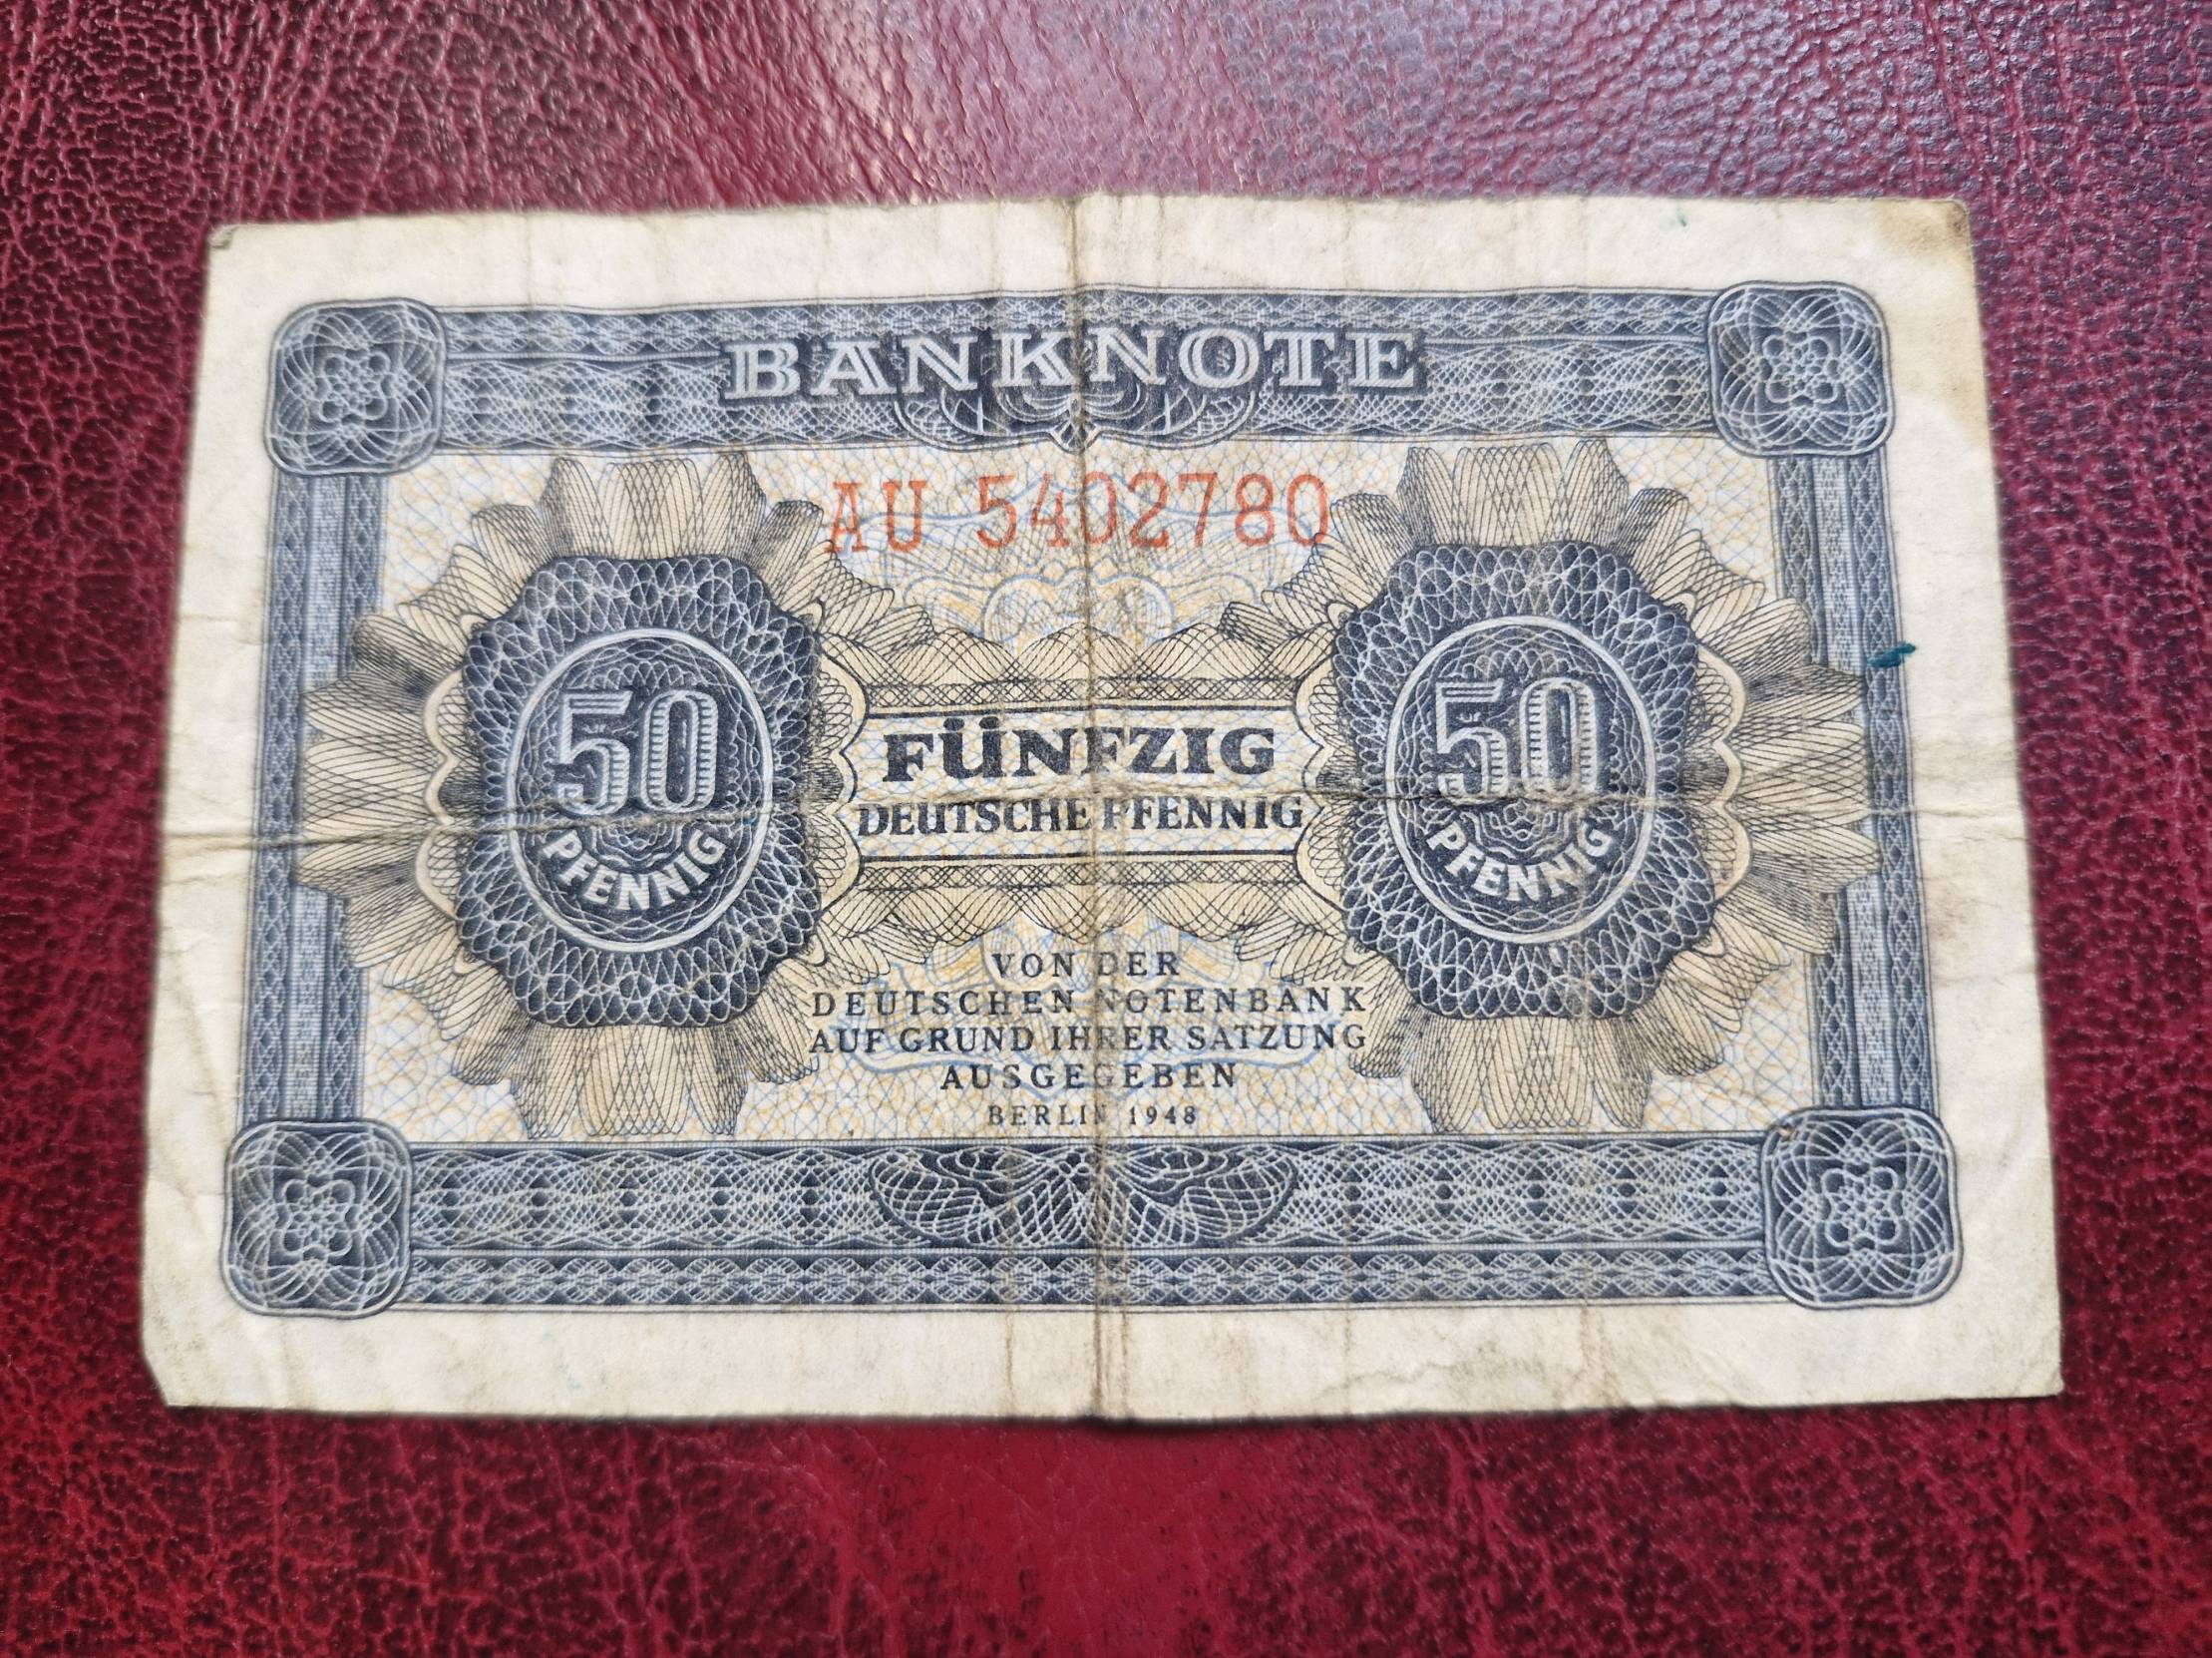 BANKNOTE
AU 5402780
50
PFENNIG
FÜNFZIG
DEUTSCHE PFENNIG
50
PFENNIG
VON DER
DEUTSCHEN NOTENBANK
AUF GRUND IHRER SATZUNG
AUSGEGEBEN
BERLIN 1948